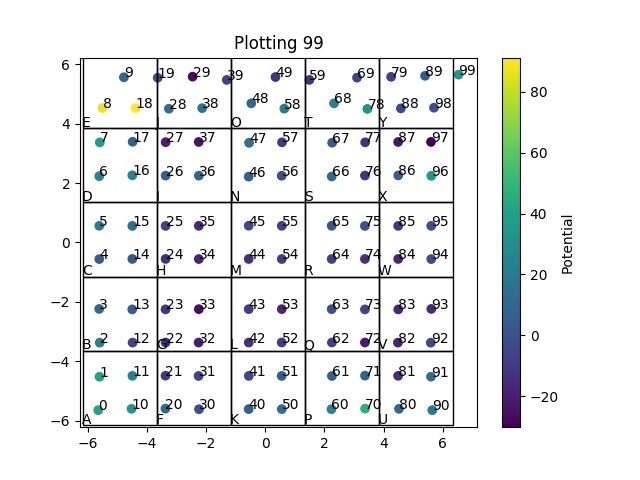 Plotting 99
6
9 19 29 39 49 59 69 79 89 99
8 18 28 38 48 58 68 78 88 98
4
E O T Y
7 17 27 37 47 57 67 77 87 97
6 16 26 36 46 56 66 76 86 96
2
D I N S X
5 15 25 35 45 55 65 75 85 95
0
4 14 24 34 44 54 64 74 84 94
C H M R W
−2
3 13 23 33 43 53 63 73 83 93
2 12 22 32 42 52 62 72 82 92
B G L Q V
−4
1 11 21 31 41 51 61 71 81 91
0 10 20 30 40 50 60 70 80 90
−6
A F K P U
−6 −4 −2 0 2 4 6
80
60
40
20
0
−20
Potential